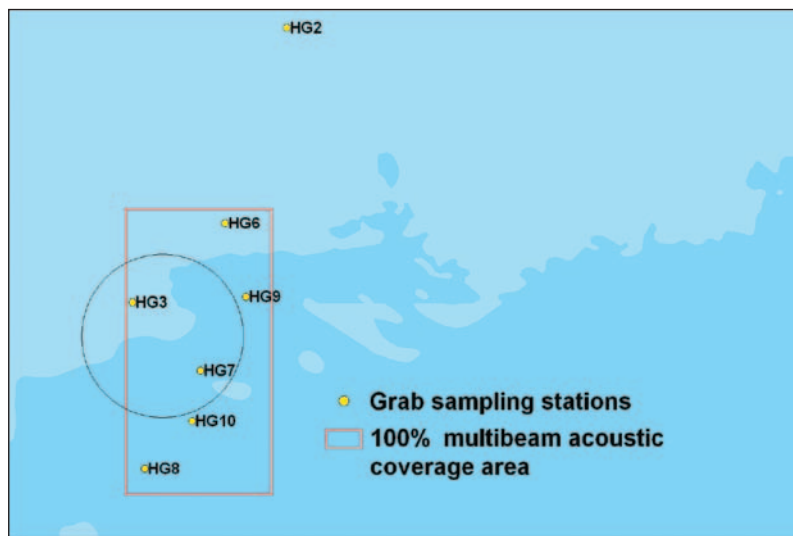 HG2
HG6
HG3
HG9
HG7
HG10
HG8
Grab sampling stations
100% multibeam acoustic
coverage area